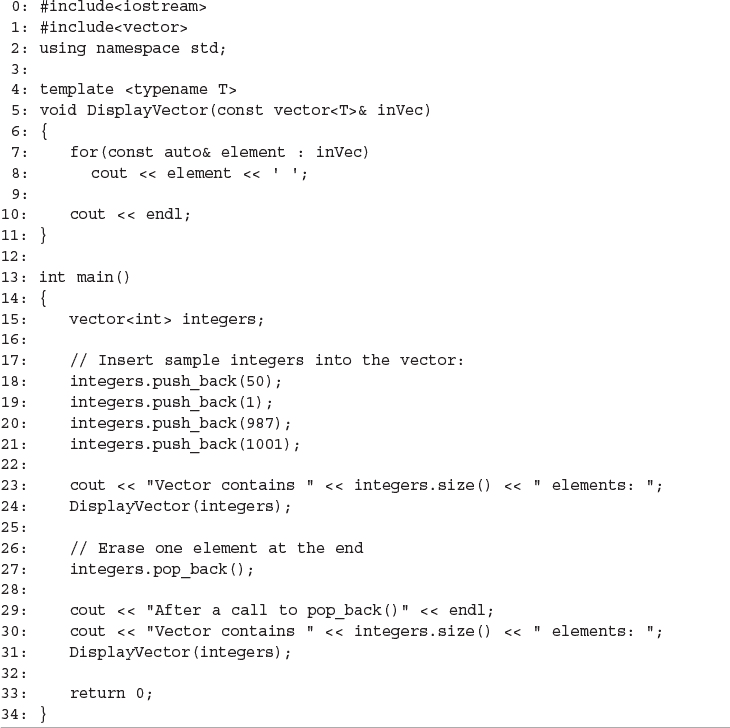 0: #include<iostream>
1: #include<vector>
2: using namespace std;
3:
4: template <typename T>
5: void DisplayVector(const vector<T>& inVec)
6: {
7:    for(const auto& element : inVec)
8:      cout << element << ' ';
9:
10:    cout << endl;
11: }
12:
13: int main()
14: {
15:    vector<int> integers;
16:
17:    // Insert sample integers into the vector:
18:    integers.push_back(50);
19:    integers.push_back(1);
20:    integers.push_back(987);
21:    integers.push_back(1001);
22:
23:    cout << "Vector contains " << integers.size() << " elements: ";
24:    DisplayVector(integers);
25:
26:    // Erase one element at the end
27:    integers.pop_back();
28:
29:    cout << "After a call to pop_back()" << endl;
30:    cout << "Vector contains " << integers.size() << " elements: ";
31:    DisplayVector(integers);
32:
33:    return 0;
34: }